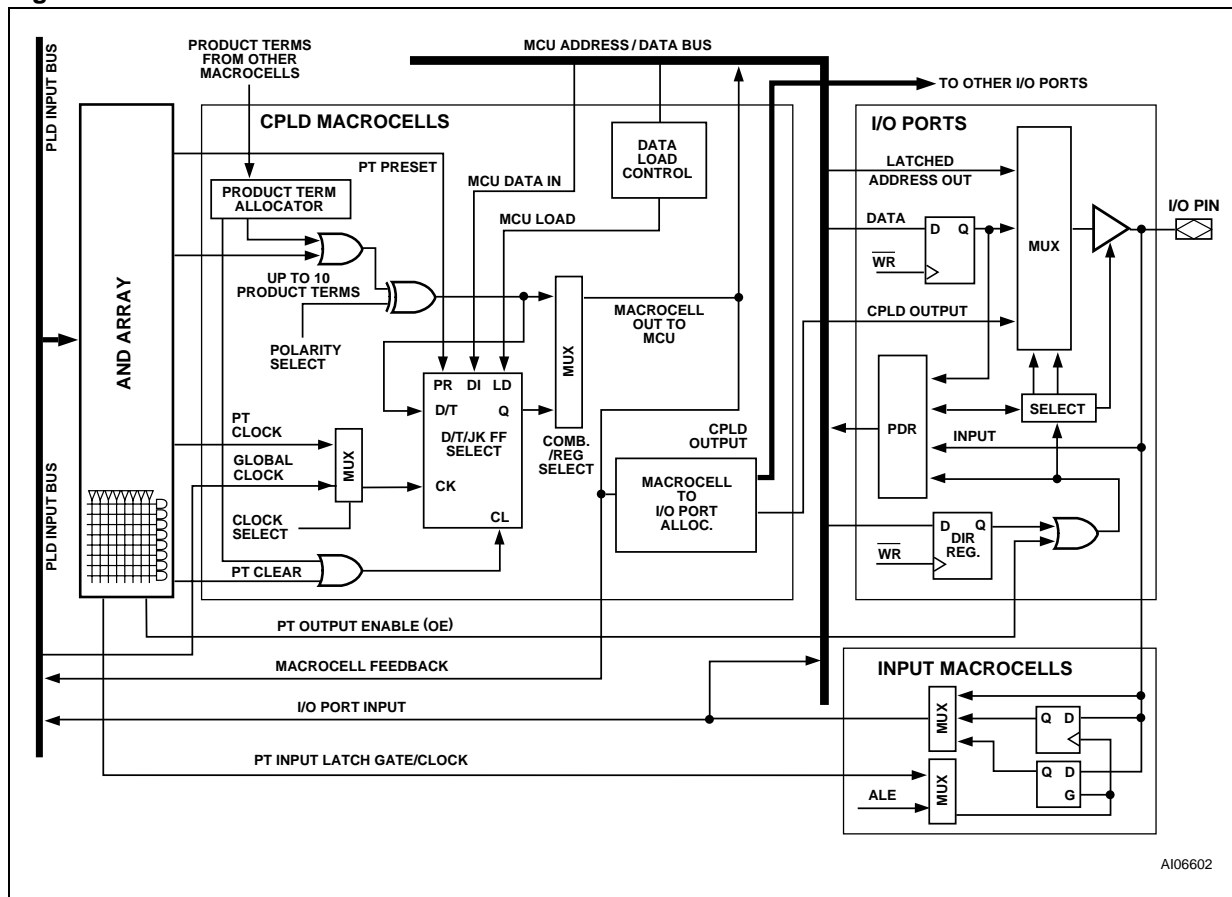 PLD INPUT BUS
PRODUCT TERMS
FROM OTHER
MACROCELLS
MCU ADDRESS / DATA BUS
TO OTHER I/O PORTS
AND ARRAY
CPLD MACROCELLS
PT PRESET
MCU DATA IN
MCU LOAD
DATA
LOAD
CONTROL
PRODUCT TERM
ALLOCATOR
UP TO 10
PRODUCT TERMS
POLARITY
SELECT
MUX
MACROCELL
OUT TO
MCU
PR DI LD
D/T Q
D/T/JK FF
SELECT
CK
CL
COMB.
/REG
SELECT
PT
CLOCK
GLOBAL
CLOCK
MUX
CLOCK
SELECT
PT CLEAR
CPLD
OUTPUT
MACROCELL
TO
I/O PORT
ALLOC.
I/O PORTS
LATCHED
ADDRESS OUT
DATA
D Q
WR
MUX
I/O PIN
CPLD OUTPUT
PDR
SELECT
INPUT
D Q
DIR
REG.
WR
PLD INPUT BUS
PT OUTPUT ENABLE (OE)
MACROCELL FEEDBACK
I/O PORT INPUT
PT INPUT LATCH GATE/CLOCK
INPUT MACROCELLS
MUX
Q D
Q D
G
ALE
MUX
AI06602